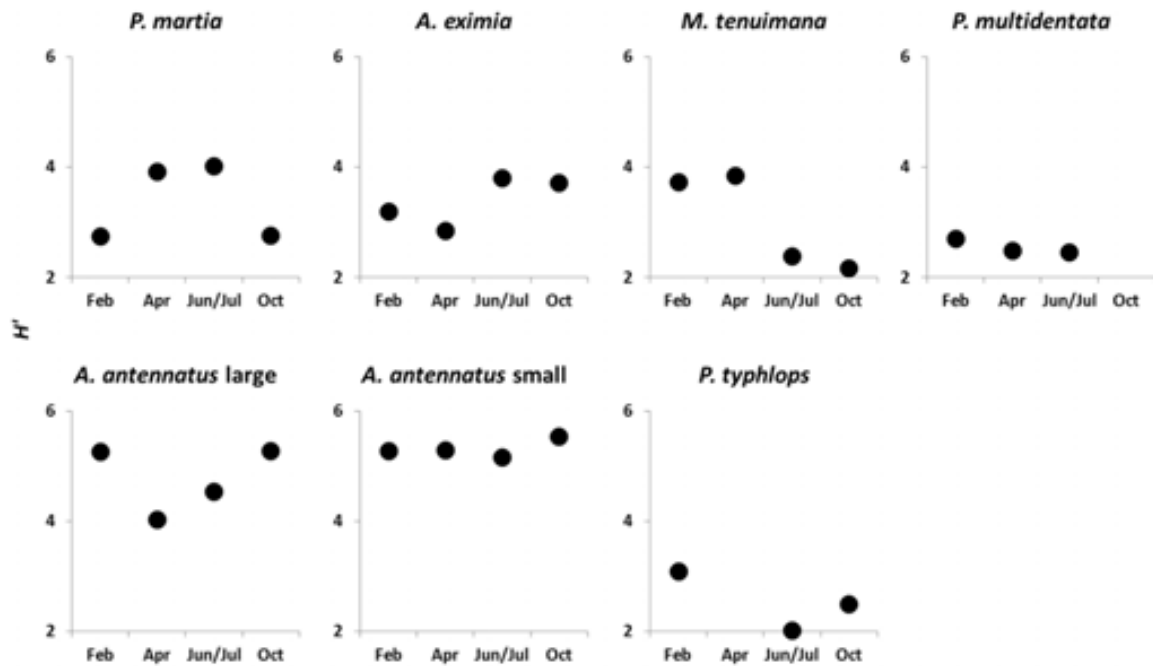 P. martia
A. eximia
M. tenuimana
P. multidentata
6
4
2
Feb Apr Jun/Jul Oct
6
4
2
Feb Apr Jun/Jul Oct
6
4
2
Feb Apr Jun/Jul Oct
6
4
2
Feb Apr Jun/Jul Oct
H'
A. antennatus large
A. antennatus small
P. typhlops
6
4
2
Feb Apr Jun/Jul Oct
6
4
2
Feb Apr Jun/Jul Oct
6
4
2
Feb Apr Jun/Jul Oct